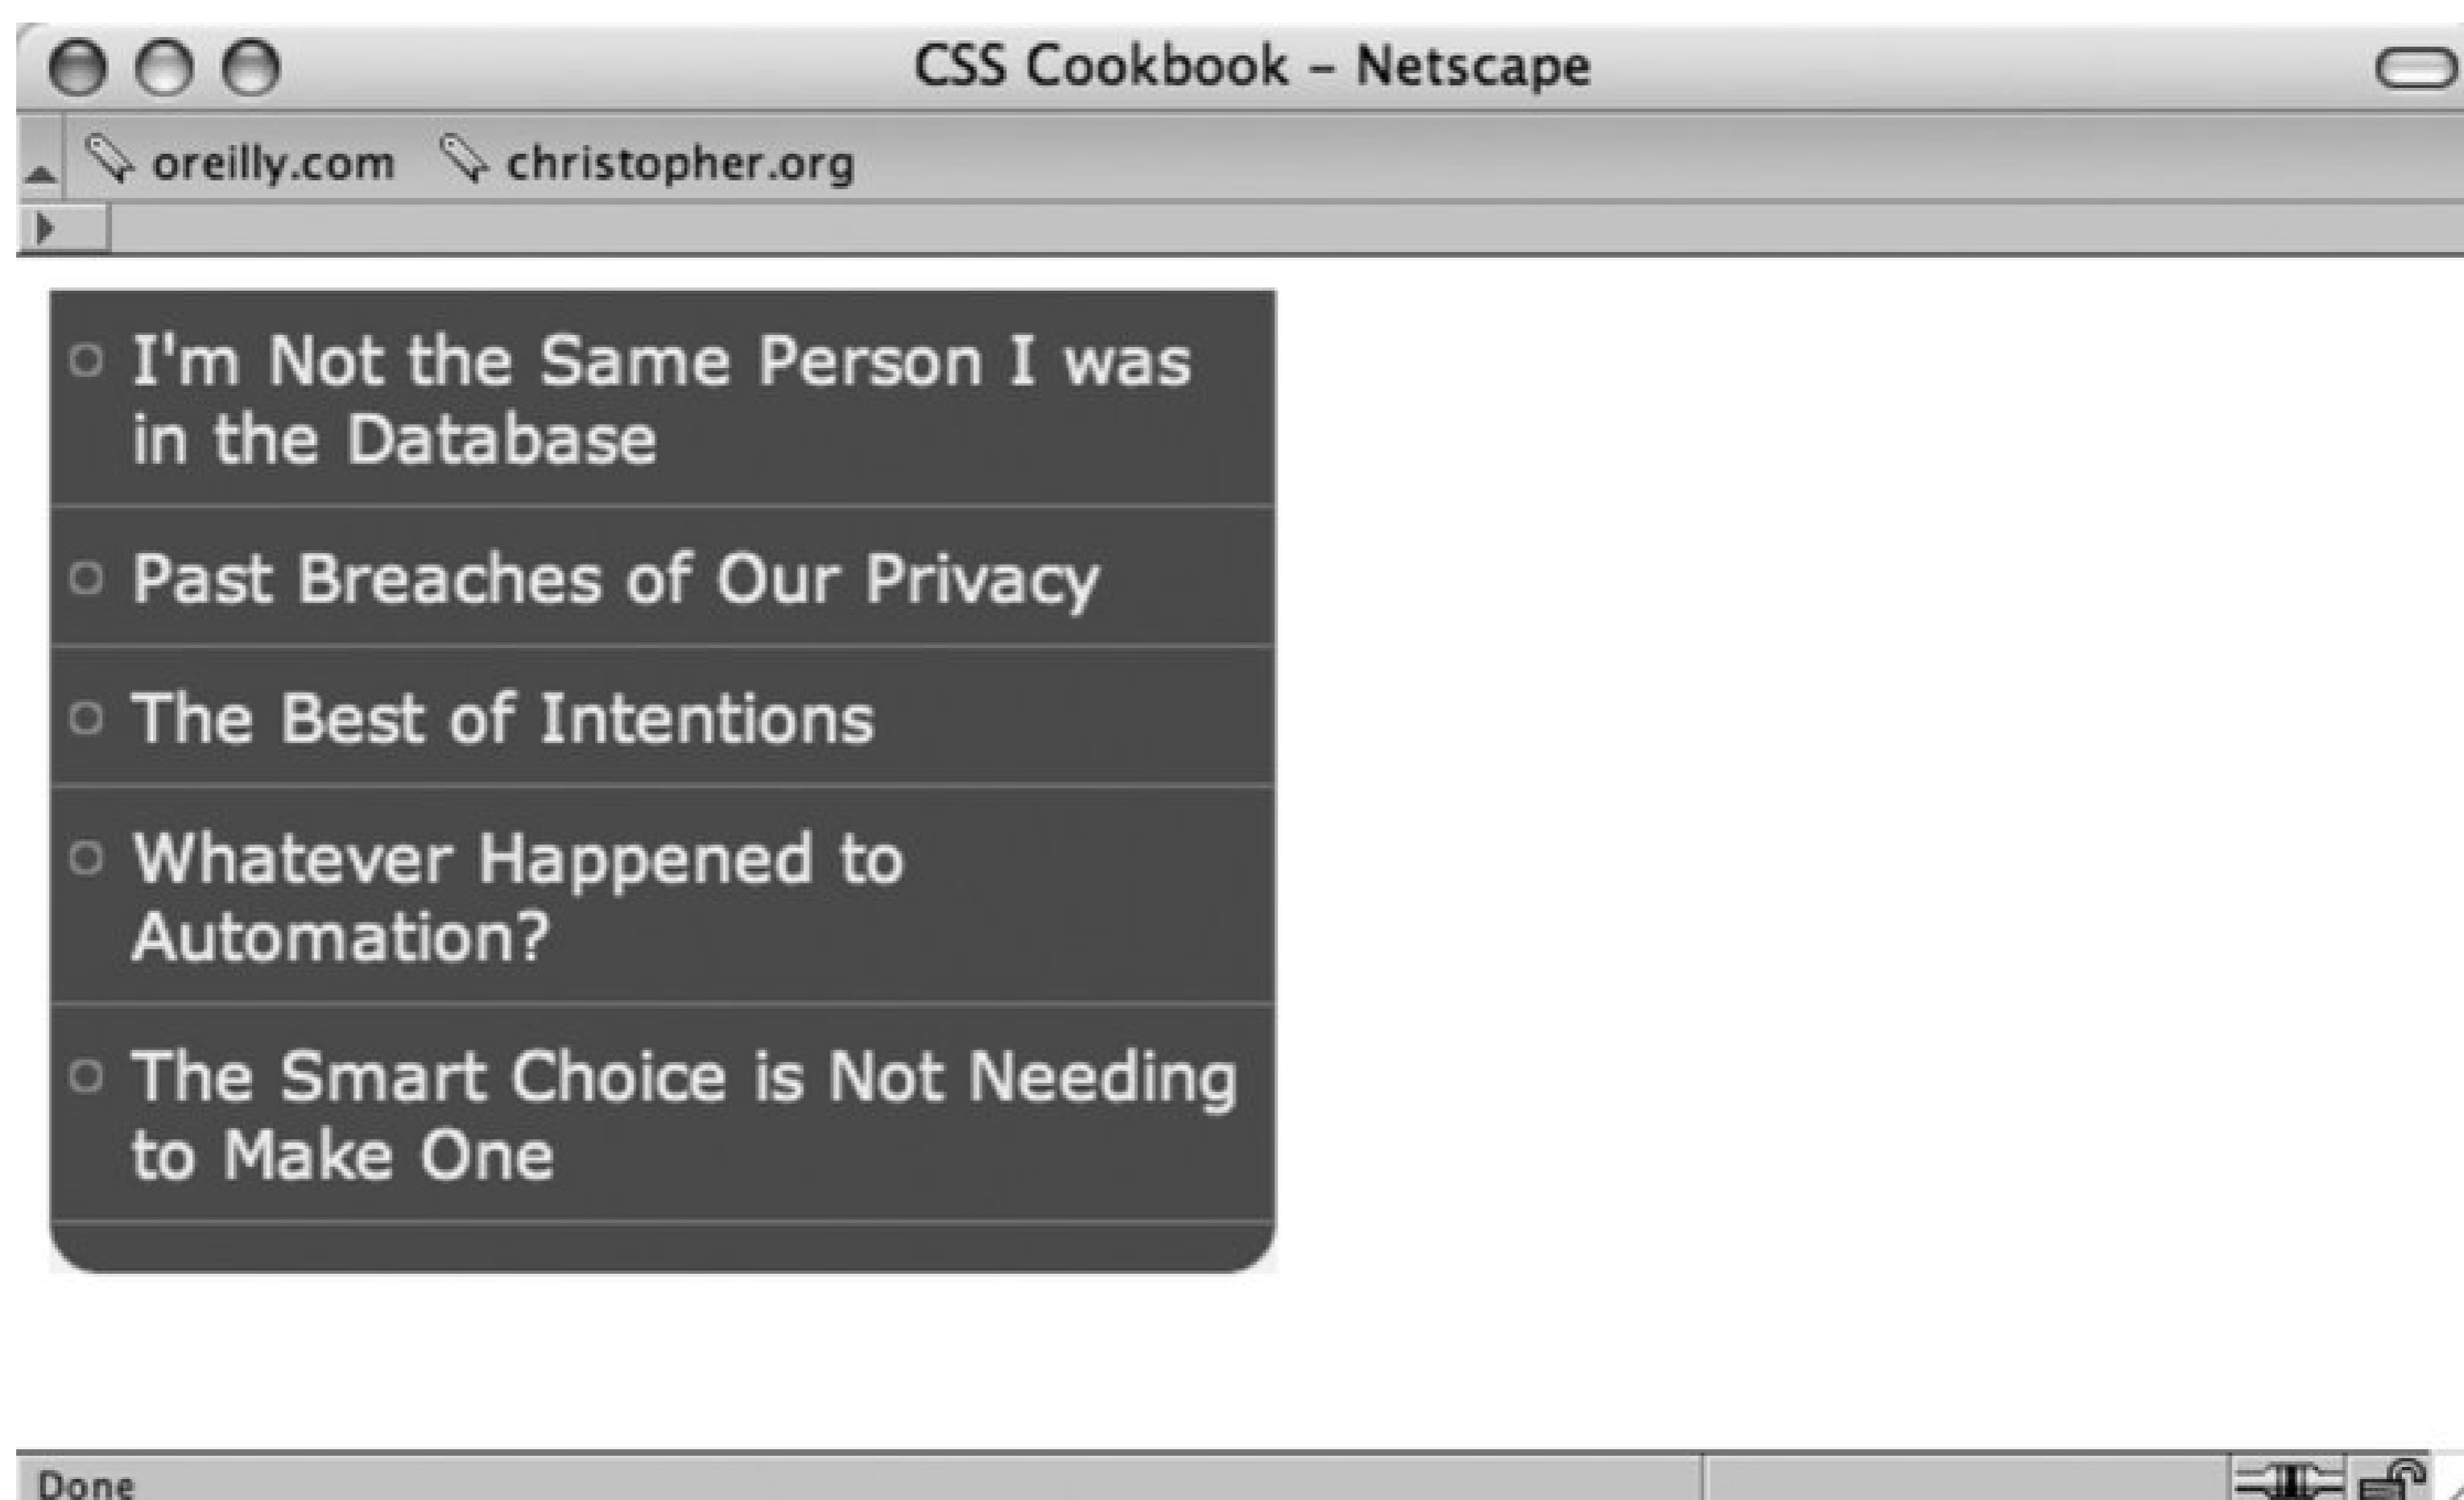 CSS Cookbook – Netscape
oreilly.com christopher.org
I'm Not the Same Person I was
in the Database
Past Breaches of Our Privacy
The Best of Intentions
Whatever Happened to
Automation?
The Smart Choice is Not Needing
to Make One
Done